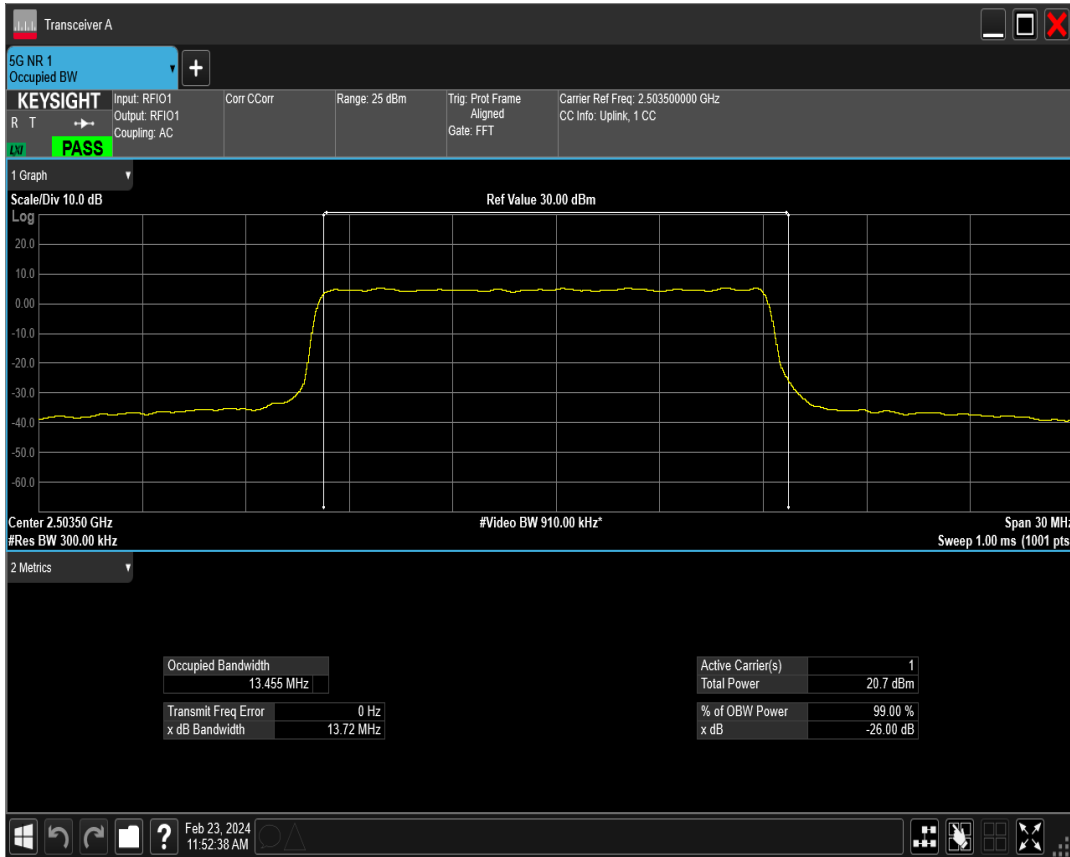 Transceiver A
5G NR 1
Occupied BW
+
KEYSIGHT
R T
LXI
PASS
Input: RFIO1
Output: RFIO1
Coupling: AC
Corr CCorr
Range: 25 dBm
Trig: Prot Frame
Aligned
Gate: FFT
Carrier Ref Freq: 2.503500000 GHz
CC Info: Uplink, 1 CC
1 Graph
Scale/Div 10.0 dB
Ref Value 30.00 dBm
Log
20.0
10.0
0.00
-10.0
-20.0
-30.0
-40.0
-50.0
-60.0
Center 2.50350 GHz
#Video BW 910.00 kHz*
Span 30 MHz
#Res BW 300.00 kHz
Sweep 1.00 ms (1001 pts
2 Metrics
Occupied Bandwidth
13.455 MHz
Transmit Freq Error 0 Hz
x dB Bandwidth 13.72 MHz
Active Carrier(s) 1
Total Power 20.7 dBm
% of OBW Power 99.00 %
x dB -26.00 dB
?
Feb 23, 2024
11:52:38 AM